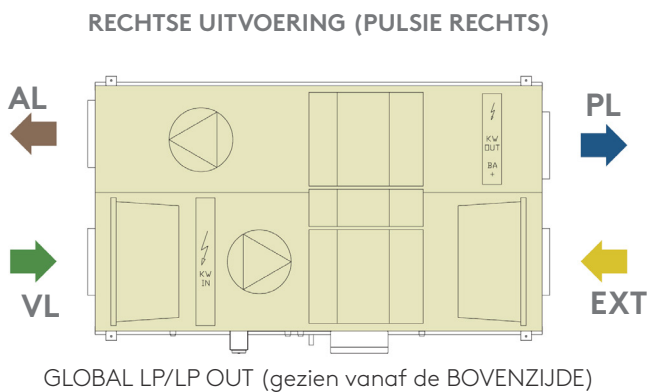 RECHTSE UITVOERING (PULSIE RECHTS)
AL
PL
KW
OUT
BA
+
KW
IN
VL
EXT
GLOBAL LP/LP OUT (gezien vanaf de BOVENZIJDE)